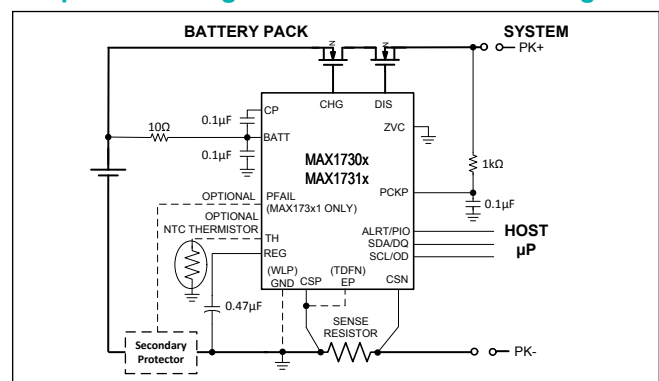 BATTERY PACK
SYSTEM
N
N
PK+
CHG
DIS
0.1µF
CP
10Ω
BATT
ZVC
0.1µF
MAX1730x
MAX1731x
1kΩ
OPTIONAL
PFAIL
(MAX173x1 ONLY)
PCKP
0.1µF
OPTIONAL
NTC THERMISTOR
TH
ALRT/PIO
HOST
SDA/DQ
µP
SCL/OD
REG
(WLP)
GND
CSP
(TDFN)
EP
CSN
0.47µF
SENSE
RESISTOR
Secondary
Protector
PK-